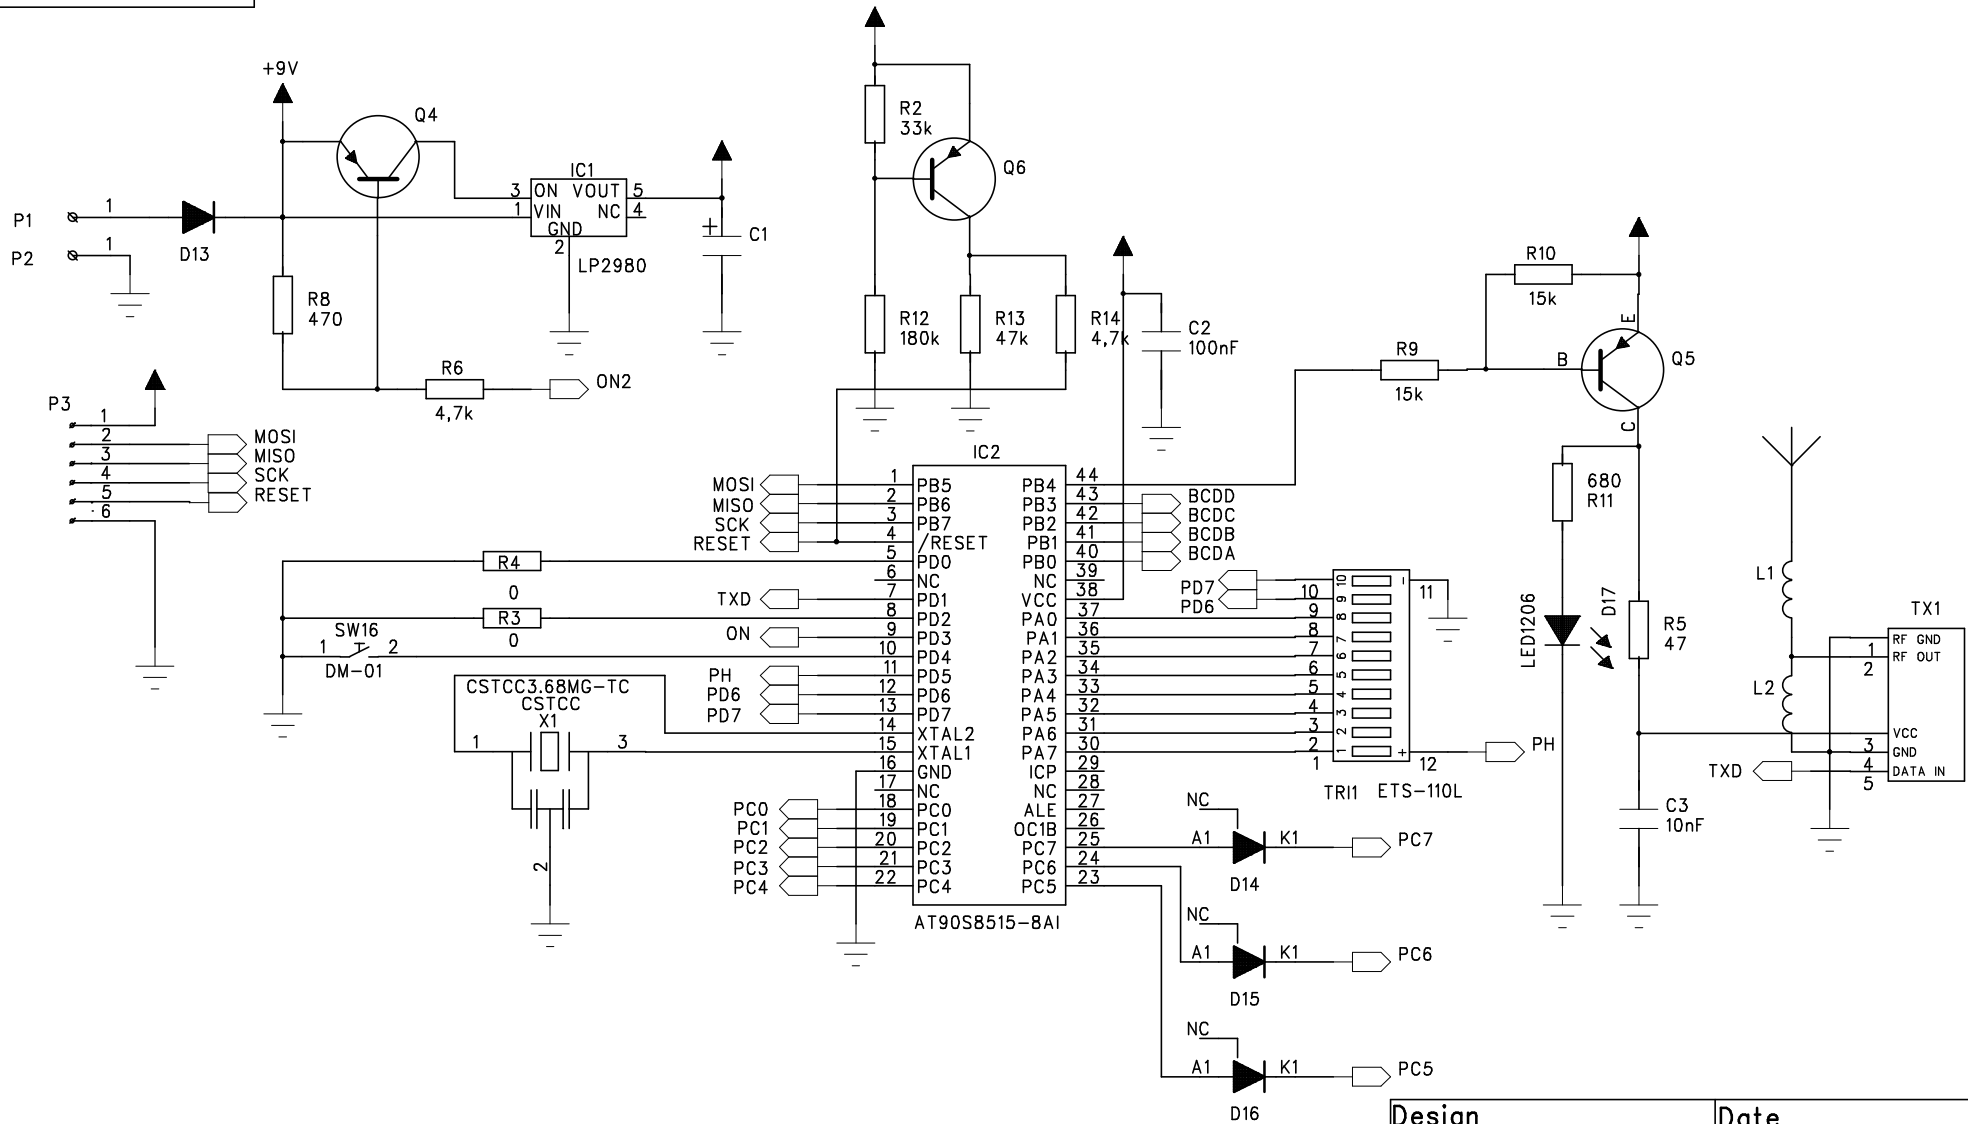 +9V
Q4
P1
1
D13
P2
1
R8
470
R6
4,7k
ON2
IC1
3 ON VOUT 5
1 VIN NC 4
GND
2
LP2980
+
C1
R2
33k
Q6
R12
180k
R13
47k
R14
4,7k
C2
100nF
R10
15k
R9
15k
E
B
C
Q5
680
R11
LED1206
D17
R5
47
C3
10nF
L1
L2
TX1
RF GND
1
RF OUT
2
VCC
3
GND
4
DATA IN
5
TXD
P3
1
2 MOSI
3 MISO
4 SCK
5 RESET
6
R4
0
R3
0
SW16
1 2
DM-01
CSTCC3.68MG-TC
CSTCC
X1
1 3
2
IC2
MOSI 1 PB5
MISO 2 PB6
SCK 3 PB7
RESET 4 /RESET
5 PD0
6 NC
TXD 7 PD1
8 PD2
ON 9 PD3
10 PD4
PH 11 PD5
PD6 12 PD6
PD7 13 PD7
14 XTAL2
15 XTAL1
16 GND
17 NC
PC0 18 PC0
PC1 19 PC1
PC2 20 PC2
PC3 21 PC3
PC4 22 PC4
PB4 44
PB3 43 BCDD
PB2 42 BCDC
PB1 41 BCDB
PB0 40 BCDA
NC 39
VCC 38
PA0 37
PA1 36
PA2 35
PA3 34
PA4 33
PA5 32
PA6 31
PA7 30
ICP 29
NC 28
ALE 27
OC1B 26
PC7 25
PC6 24
PC5 23
AT90S8515-8AI
PD7 10 - 11
PD6 10 9
9 8
8 7
7 6
6 5
5 4
4 3
3 2
2 1 + 12 PH
1
TRI1 ETS-110L
NC
A1 K1 PC7
D14
NC
A1 K1 PC6
D15
NC
A1 K1 PC5
D16
Design Date